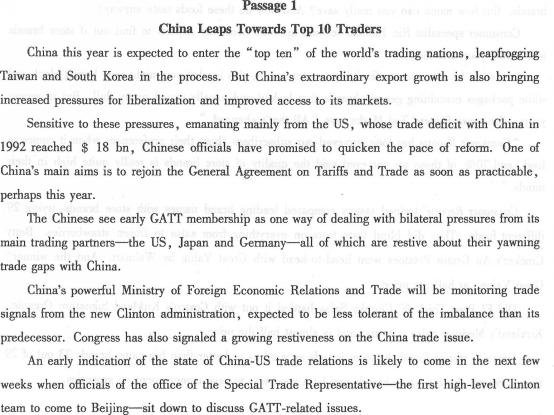 Passage 1
China Leaps Towards Top 10 Traders
China this year is expected to enter the "top ten" of the world's trading nations, leapfrogging
Taiwan and South Korea in the process. But China's extraordinary export growth is also bringing
increased pressures for liberalization and improved access to its markets.
Sensitive to these pressures, emanating mainly from the US, whose trade deficit with China in
1992 reached $ 18 bn, Chinese officials have promised to quicken the pace of reform. One of
China's main aims is to rejoin the General Agreement on Tariffs and Trade as soon as practicable,
perhaps this year.
The Chinese see early GATT membership as one way of dealing with bilateral pressures from its
main trading partners—the US, Japan and Germany—all of which are restive about their yawning
trade gaps with China.
China's powerful Ministry of Foreign Economic Relations and Trade will be monitoring trade
signals from the new Clinton administration, expected to be less tolerant of the imbalance than its
predecessor. Congress has also signaled a growing restiveness on the China trade issue.
An early indication of the state of China-US trade relations is likely to come in the next few
weeks when officials of the office of the Special Trade Representative—the first high-level Clinton
team to come to Beijing—sit down to discuss GATT-related issues.